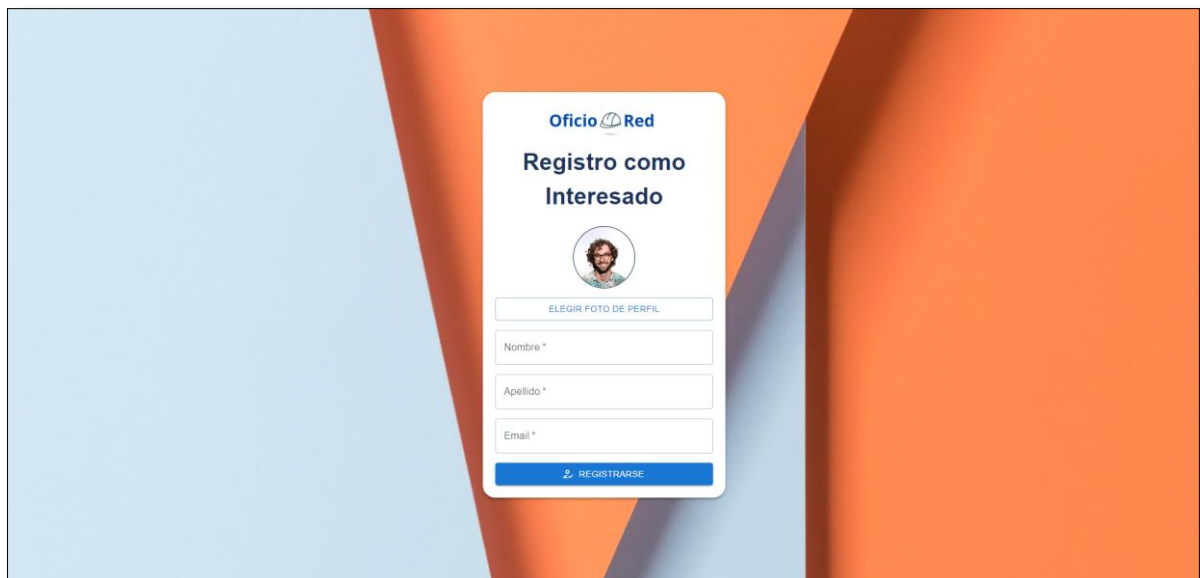 Oficio Red
Registro como
Interesado
ELEGIR FOTO DE PERFIL
Nombre *
Apellido *
Email *
REGISTRARSE